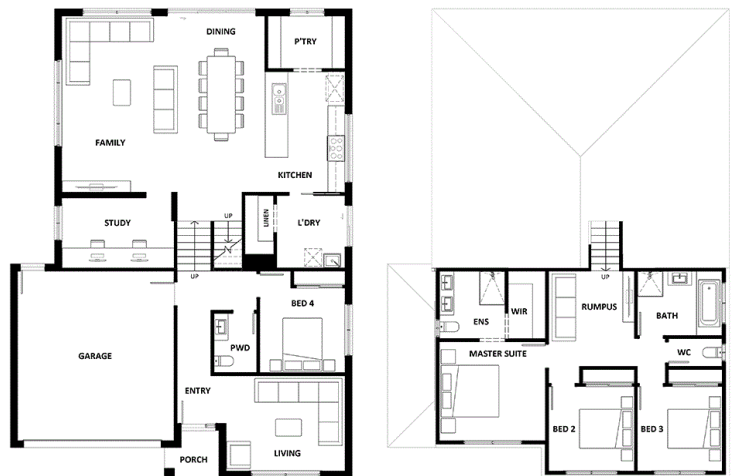 DINING
P'TRY
FAMILY
KITCHEN
STUDY
UP
LINEN
L'DRY
UP
BED 4
GARAGE
PWD
ENTRY
LIVING
PORCH
UP
RUMPUS
ENS
WIR
BATH
MASTER SUITE
WC
BED 2
BED 3